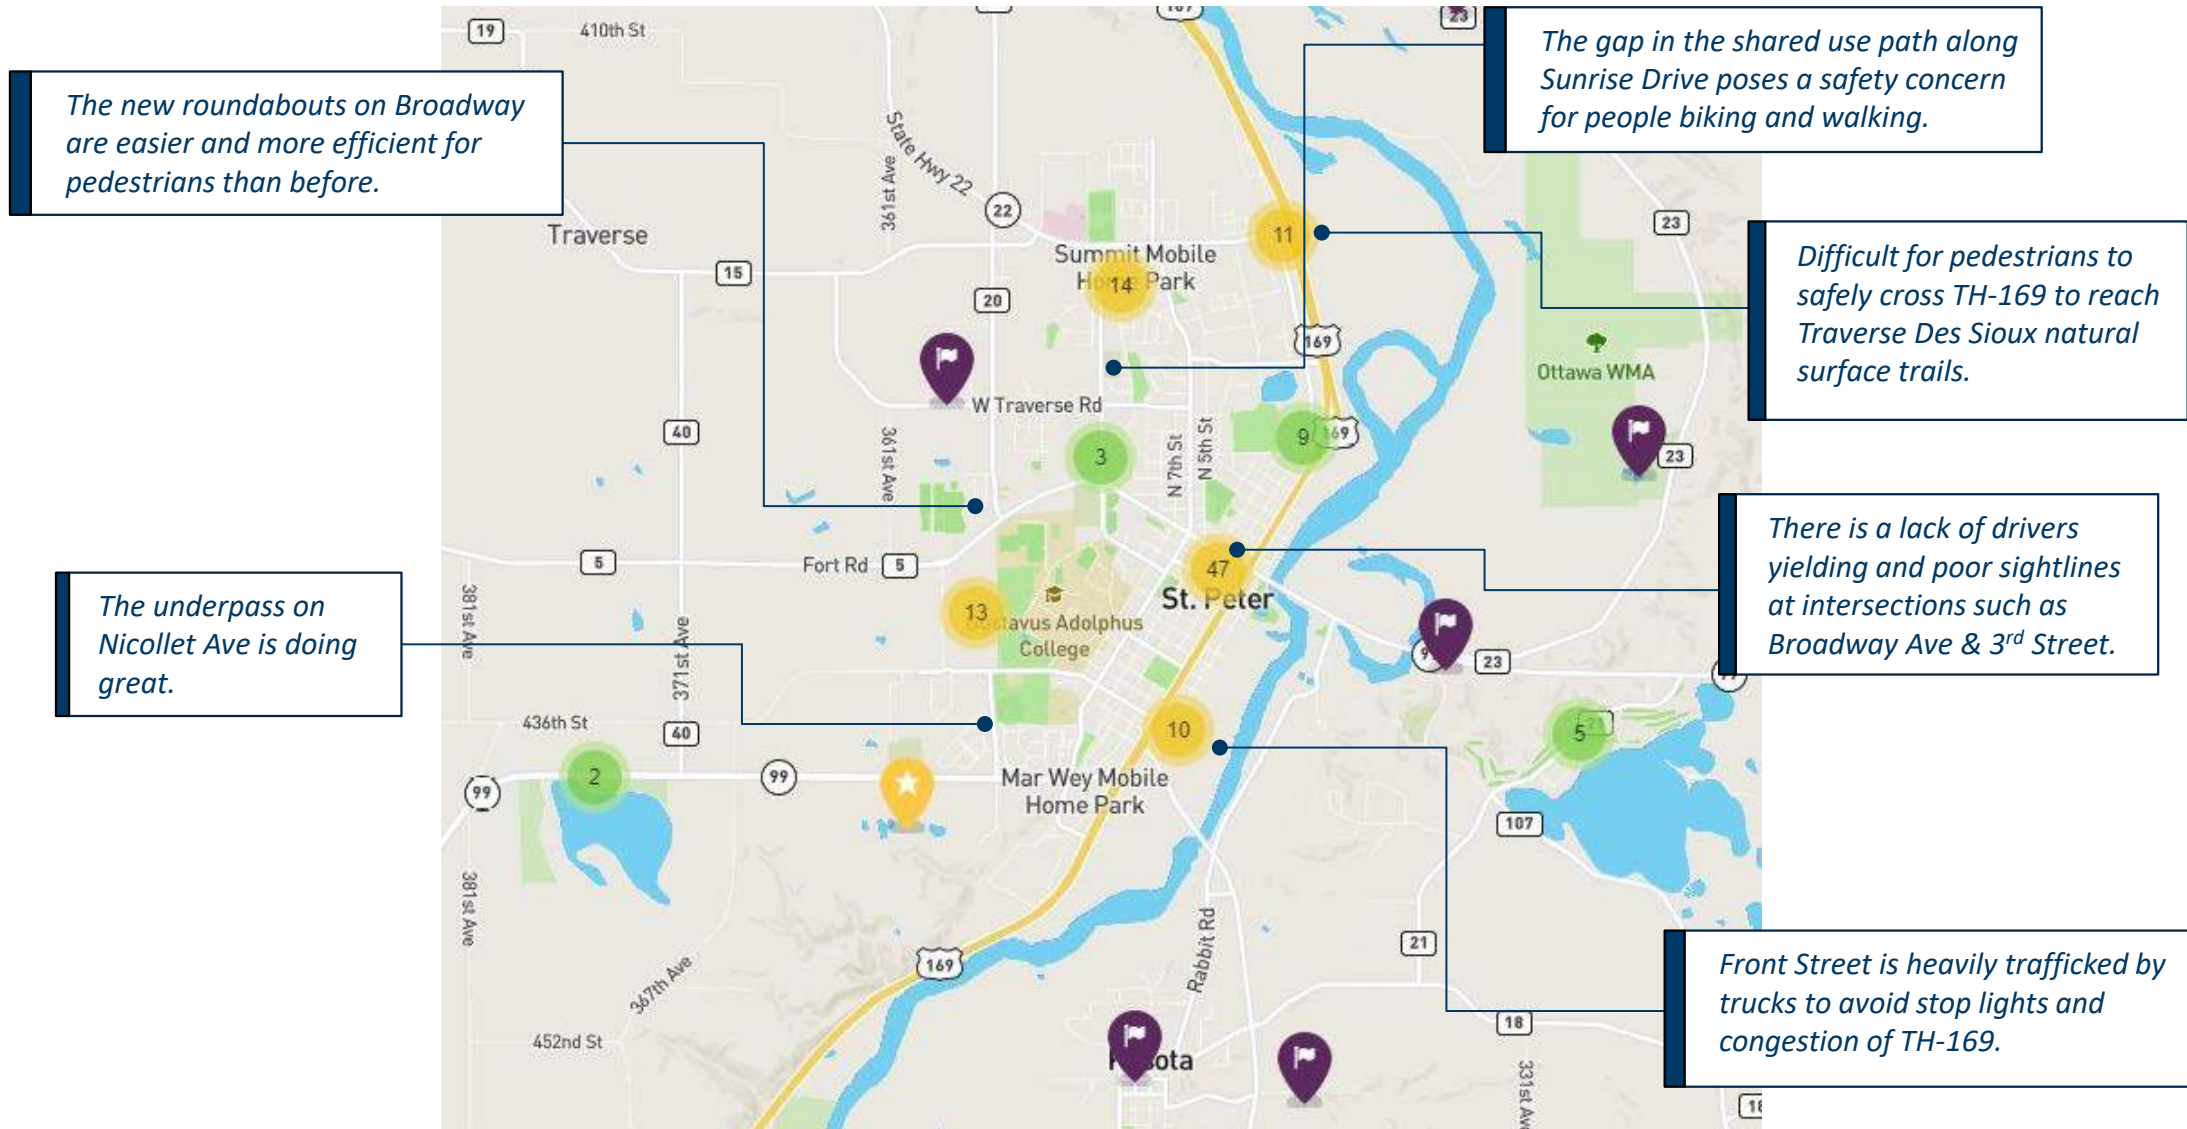 The new roundabouts on Broadway
are easier and more efficient for
pedestrians than before.
The underpass on
Nicollet Ave is doing
great.
The gap in the shared use path along
Sunrise Drive poses a safety concern
for people biking and walking.
Difficult for pedestrians to
safely cross TH-169 to reach
Traverse Des Sioux natural
surface trails.
There is a lack of drivers
yielding and poor sightlines
at intersections such as
Broadway Ave & 3rd Street.
Front Street is heavily trafficked by
trucks to avoid stop lights and
congestion of TH-169.
19
410th St
23
State Hwy 22
361st Ave
22
Traverse
15
20
Summit Mobile
Home Park
11
14
169
23
Ottawa WMA
W Traverse Rd
40
361st Ave
3
N 7th St
N 5th St
9
169
23
5
Fort Rd
5
47
St. Peter
13
Adolphus
College
381st Ave
371st Ave
23
436th St
40
10
5
21
99
2
99
Mar Wey Mobile
Home Park
107
381st Ave
367th Ave
169
Rabbit Rd
21
452nd St
18
331st Ave
18